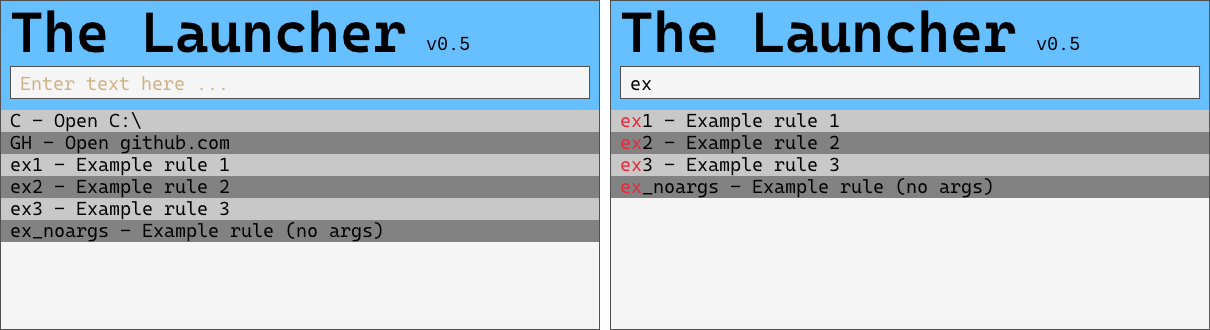 The Launcher v0.5
Enter text here ...
C - Open C:\
GH - Open github.com
ex1 - Example rule 1
ex2 - Example rule 2
ex3 - Example rule 3
ex_noargs - Example rule (no args)
The Launcher v0.5
ex
ex1 - Example rule 1
ex2 - Example rule 2
ex3 - Example rule 3
ex_noargs - Example rule (no args)